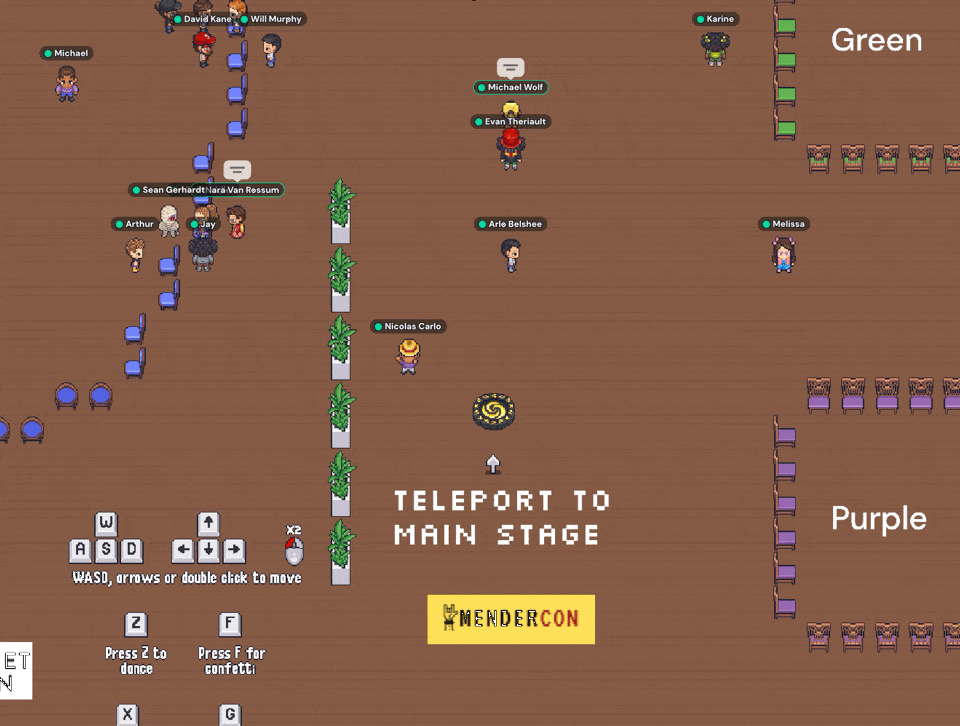 David Kane
Will Murphy
Karine
Green
Michael
Michael Wolf
Evan Theriault
Sean Gerhardt
Nara Van Rossum
Arthur
Jay
Arle Belshee
Melissa
Nicolas Carlo
TELEPORT TO
MAIN STAGE
Purple
W
A S D
X2
WASD, arrows or double click to move
MENDERCON
Z
F
Press Z to
dance
Press F for
confetti
ET
N
X
G